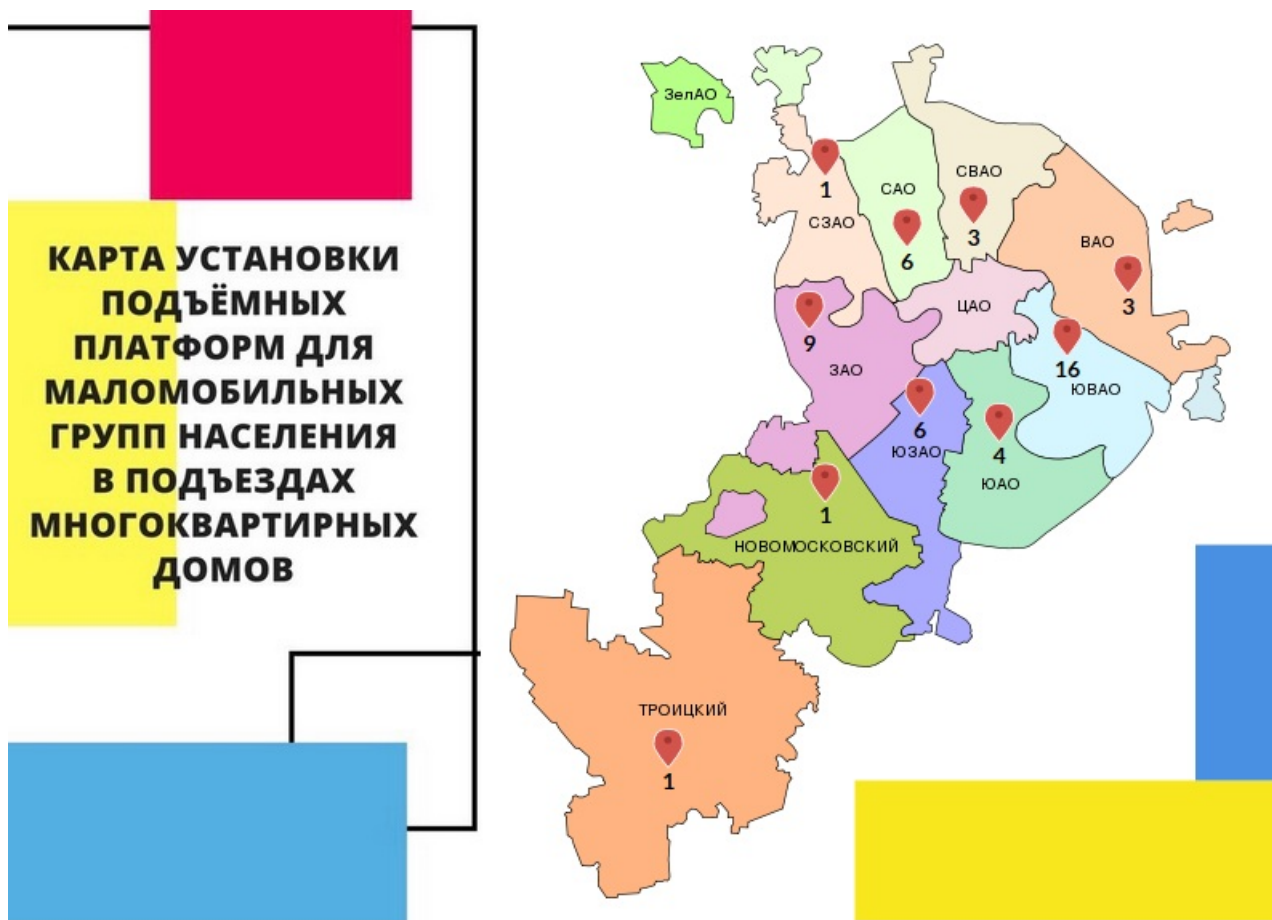 КАРТА УСТАНОВКИ
ПОДЪЁМНЫХ
ПЛАТФОРМ ДЛЯ
МАЛОМОБИЛЬНЫХ
ГРУПП НАСЕЛЕНИЯ
В ПОДЪЕЗДАХ
МНОГОКВАРТИРНЫХ
ДОМОВ
ЗелАО
1
СЗАО
САО
6
СВАО
3
ВАО
3
ЦАО
9
ЗАО
16
ЮВАО
6
ЮЗАО
4
ЮАО
1
НОВОМОСКОВСКИЙ
ТРОИЦКИЙ
1